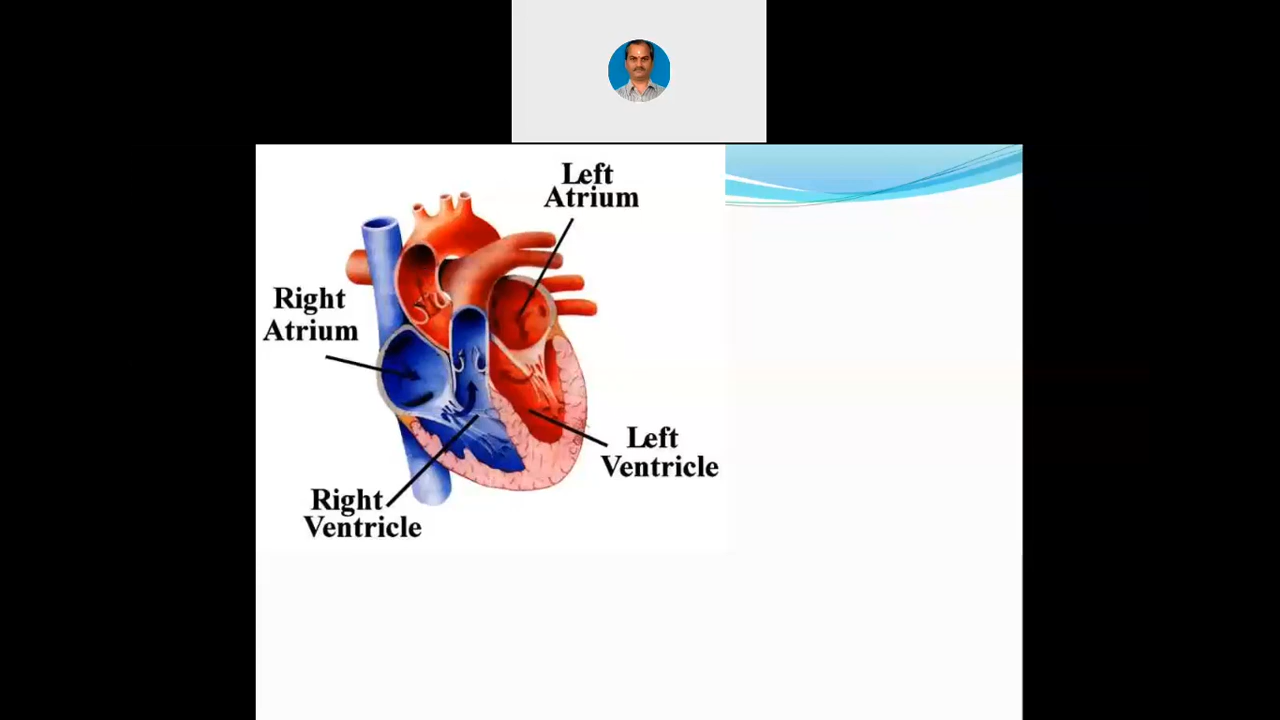 Left
Atrium
Right
Atrium
Left
Ventricle
Right
Ventricle